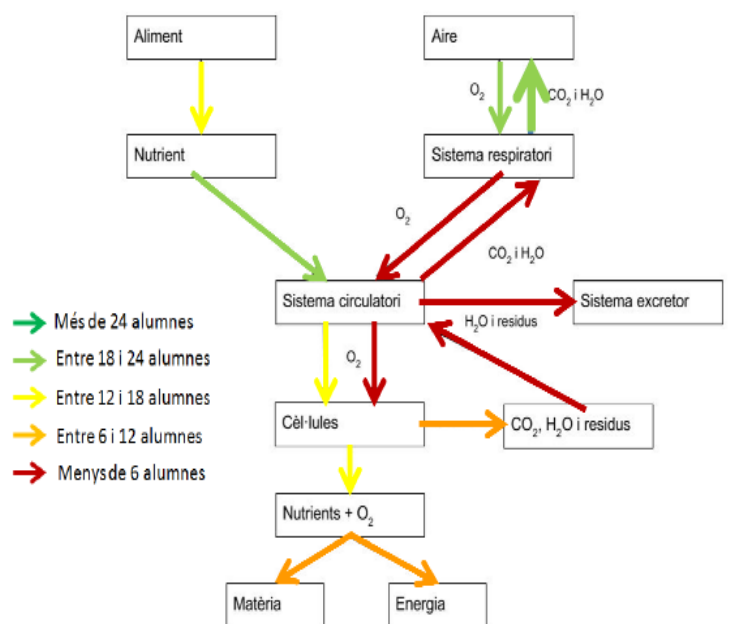 Aliment
Aire
O₂
CO₂ i H₂O
Nutrient
Sistema respiratori
O₂
CO₂ i H₂O
Sistema circulatori
Sistema excretor
H₂O i residus
O₂
Més de 24 alumnes
Entre 18 i 24 alumnes
Entre 12 i 18 alumnes
Entre 6 i 12 alumnes
Menys de 6 alumnes
Cèl·lules
CO₂, H₂O i residus
Nutrients + O₂
Matèria
Energia